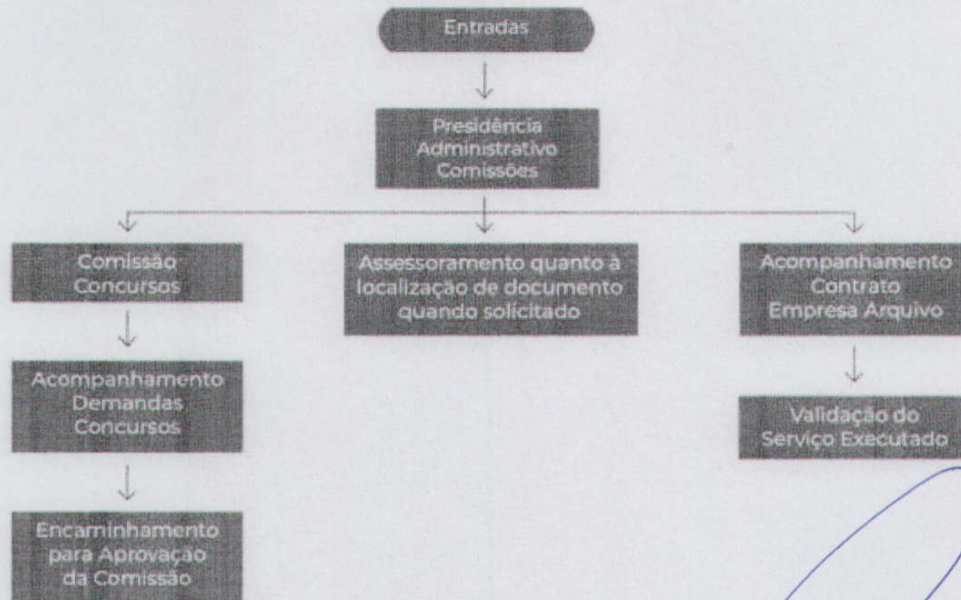 Entradas
Presidência
Administrativo
Comissões
Comissão
Concursos
Assessoramento quanto à
localização de documento
quando solicitado
Acompanhamento
Contrato
Empresa Arquivo
Acompanhamento
Demandas
Concursos
Validação do
Serviço Executado
Encaminhamento
para Aprovação
da Comissão